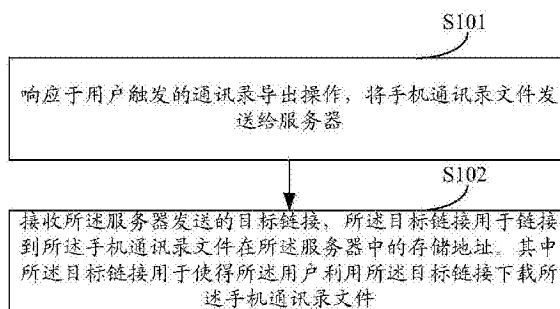 S101
响应于用户触发的通讯录导出操作，将手机通讯录文件发
送给服务器
S102
接收所述服务器发送的目标链接，所述目标链接用于链接
到所述手机通讯录文件在所述服务器中的存储地址。其中
所述目标链接用于使得所述用户利用所述目标链接下载所
述手机通讯录文件